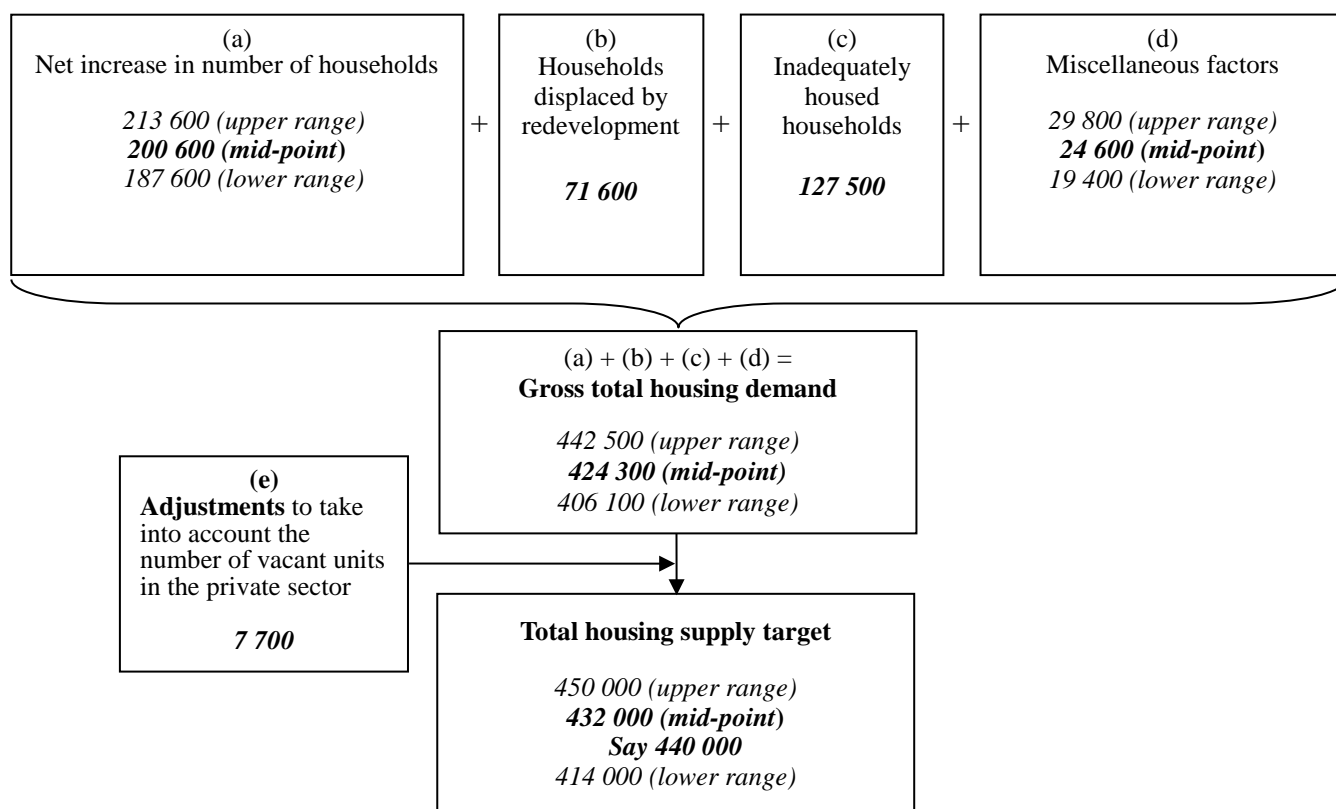 (a)
Net increase in number of households
213 600 (upper range)
200 600 (mid-point)
187 600 (lower range)
+
(b)
Households
displaced by
redevelopment
71 600
+
(c)
Inadequately
housed
households
127 500
+
(d)
Miscellaneous factors
29 800 (upper range)
24 600 (mid-point)
19 400 (lower range)
(a) + (b) + (c) + (d) =
Gross total housing demand
442 500 (upper range)
424 300 (mid-point)
406 100 (lower range)
(e)
Adjustments to take
into account the
number of vacant units
in the private sector
7 700
Total housing supply target
450 000 (upper range)
432 000 (mid-point)
Say 440 000
414 000 (lower range)